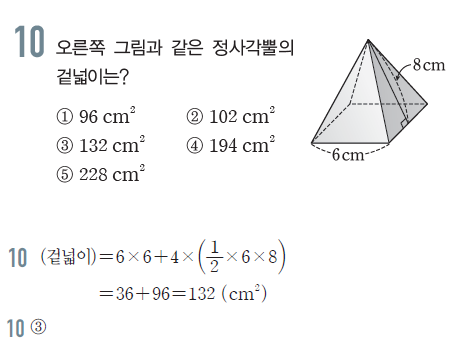 10 오른쪽 그림과 같은 정사각뿔의
겉넓이는?
① 96 cm² ② 102 cm²
③ 132 cm² ④ 194 cm²
⑤ 228 cm²
8cm
6cm
10 (겉넓이)=6×6+4×(1/2×6×8)
=36+96=132 (cm²)
10 ③